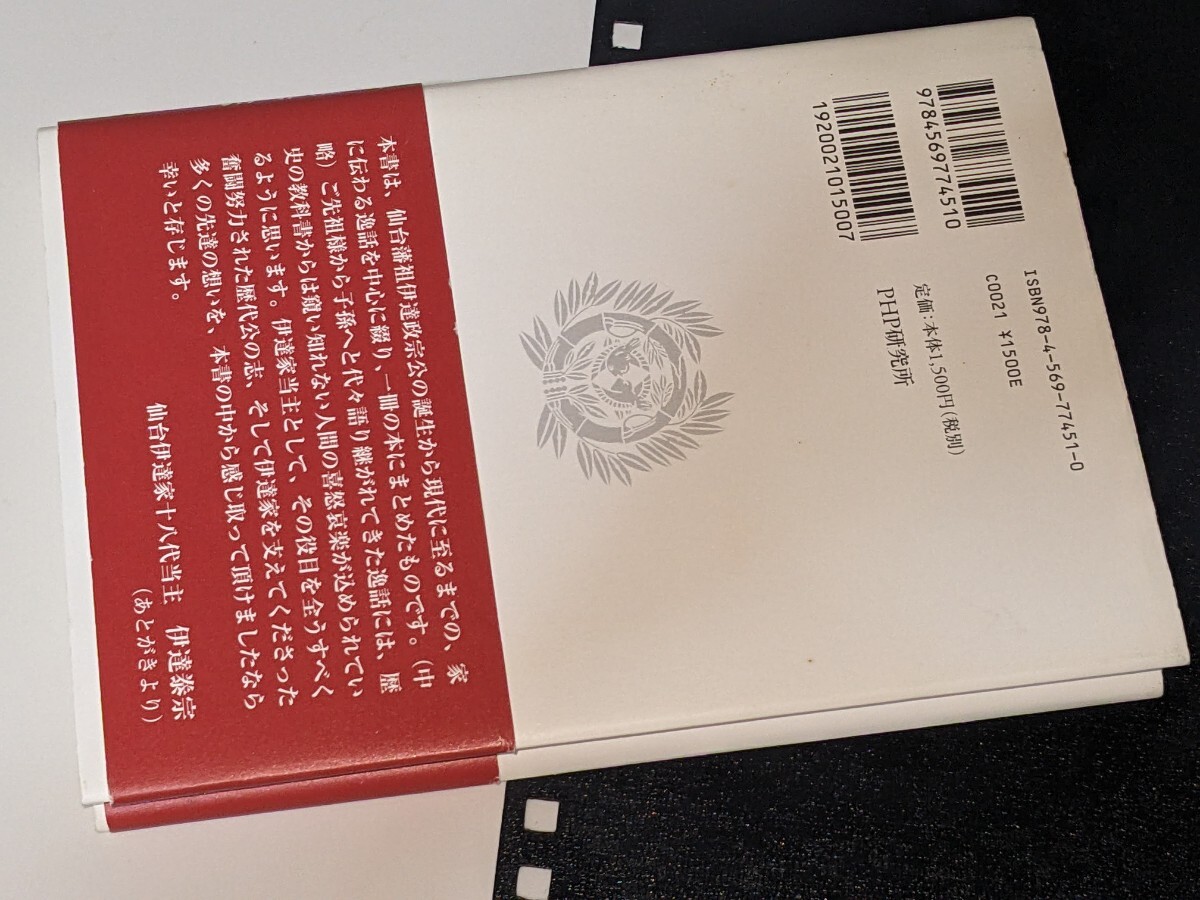 9784569774510
1920021015007
ISBN978-4-569-77451-0
C0021 ¥1500E
定価:本体1,500円(税別)
PHP研究所
本書は、仙台藩祖伊達政宗公の誕生から現代に至るまでの、家
に伝わる逸話を中心に綴り、一冊の本にまとめたものです。(中
略)ご先祖様から子孫へと代々語り継がれてきた逸話には、歴
史の教科書からは窺い知れない人間の喜怒哀楽が込められてい
るように思います。伊達家当主として、その役目を全うすべく
奮闘努力された歴代公の志、そして伊達家を支えてくださった
多くの先達の想いを、本書の中から感じ取って頂けましたなら
幸いと存じます。
仙台伊達家十八代当主 伊達泰宗
(あとがきより)